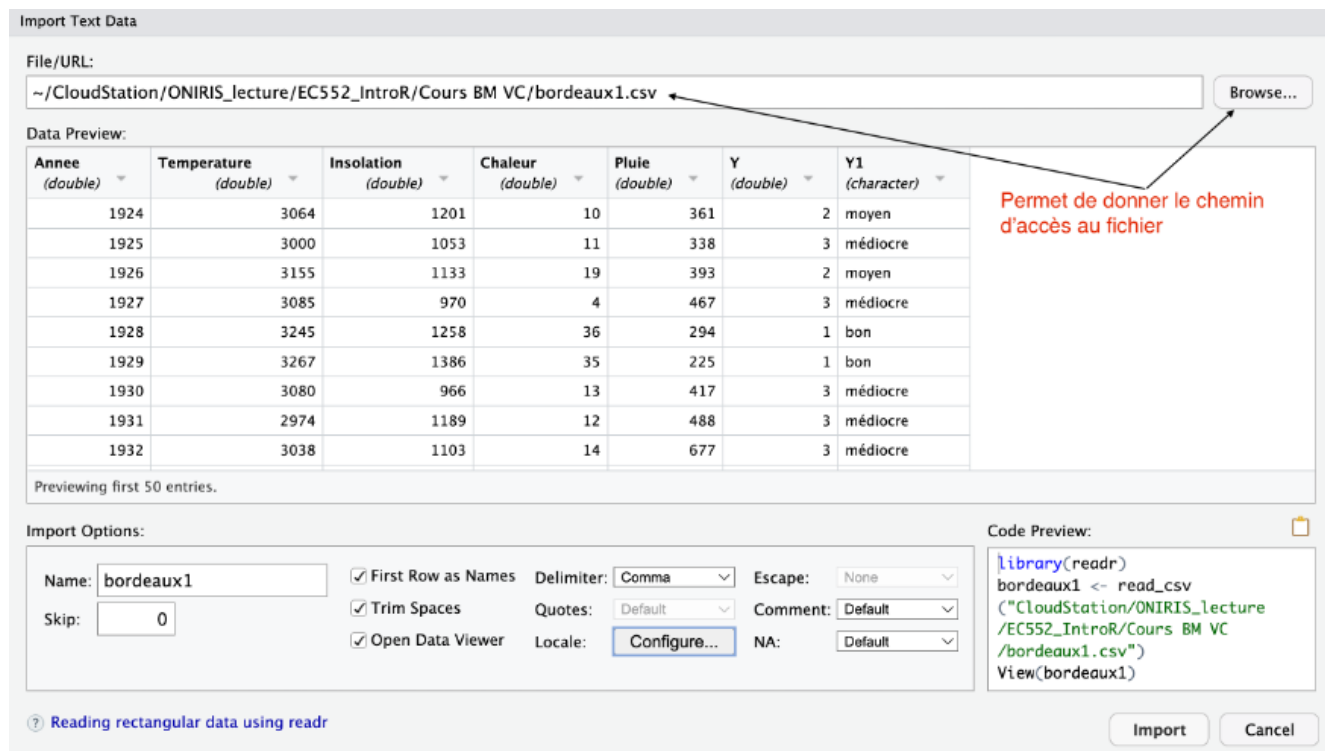 Import Text Data
File/URL:
~/CloudStation/ONIRIS_lecture/EC552_IntroR/Cours BM VC/bordeaux1.csv Browse...
Data Preview:
Annee Temperature Insolation Chaleur Pluie Y Y1
(double) (double) (double) (double) (double) (double) (character)
1924 3064 1201 10 361 2 moyen
1925 3000 1053 11 338 3 médiocre
1926 3155 1133 19 393 2 moyen
1927 3085 970 4 467 3 médiocre
1928 3245 1258 36 294 1 bon
1929 3267 1386 35 225 1 bon
1930 3080 966 13 417 3 médiocre
1931 2974 1189 12 488 3 médiocre
1932 3038 1103 14 677 3 médiocre
Permet de donner le chemin
d'accès au fichier
Previewing first 50 entries.
Import Options:
Name: bordeaux1 First Row as Names Delimiter: Comma Escape: None
Skip: 0 Trim Spaces Quotes: Default Comment: Default
Open Data Viewer Locale: Configure... NA: Default
Code Preview:
library(readr)
bordeaux1 <- read_csv
("CloudStation/ONIRIS_lecture
/EC552_IntroR/Cours BM VC
/bordeaux1.csv")
View(bordeaux1)
? Reading rectangular data using readr
Import Cancel